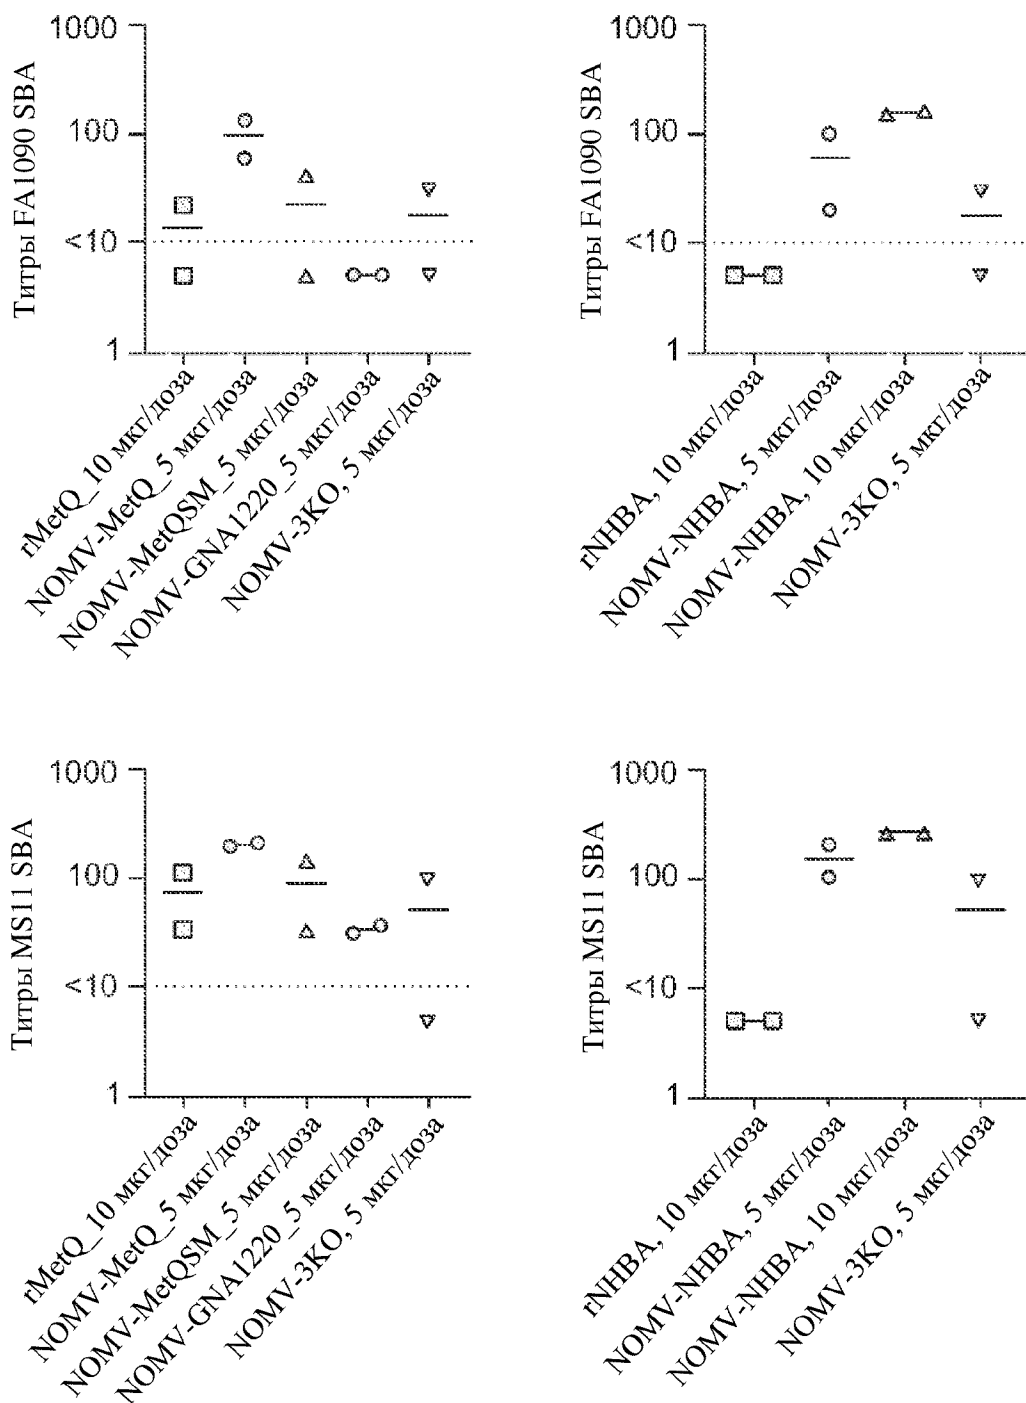 Титры FA1090 SBA
1000
100
<10
1
rMetQ_10 мкг/доза
NOMV-MetQ_5 мкг/доза
NOMV-MetQSM_5 мкг/доза
NOMV-GNA1220_5 мкг/доза
NOMV-3KO, 5 мкг/доза
Титры FA1090 SBA
1000
100
<10
1
rNHBA, 10 мкг/доза
NOMV-NHBA, 5 мкг/доза
NOMV-NHBA, 10 мкг/доза
NOMV-3KO, 5 мкг/доза
Титры MS11 SBA
1000
100
<10
1
rMetQ_10 мкг/доза
NOMV-MetQ_5 мкг/доза
NOMV-MetQSM_5 мкг/доза
NOMV-GNA1220_5 мкг/доза
NOMV-3KO, 5 мкг/доза
Титры MS11 SBA
1000
100
<10
1
rNHBA, 10 мкг/доза
NOMV-NHBA, 5 мкг/доза
NOMV-NHBA, 10 мкг/доза
NOMV-3KO, 5 мкг/доза